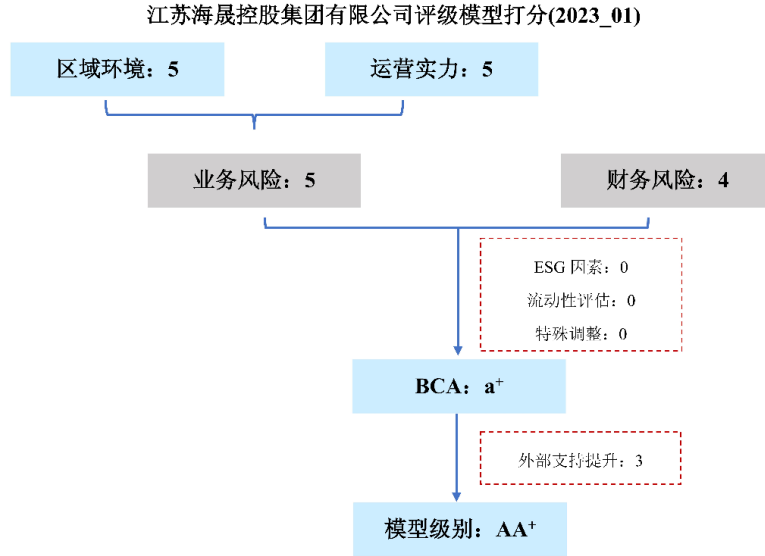 江苏海晟控股集团有限公司评级模型打分(2023_01)
区域环境：5
运营实力：5
业务风险：5
财务风险：4
ESG 因素：0
流动性评估：0
特殊调整：0
BCA：a⁺
外部支持提升：3
模型级别：AA⁺